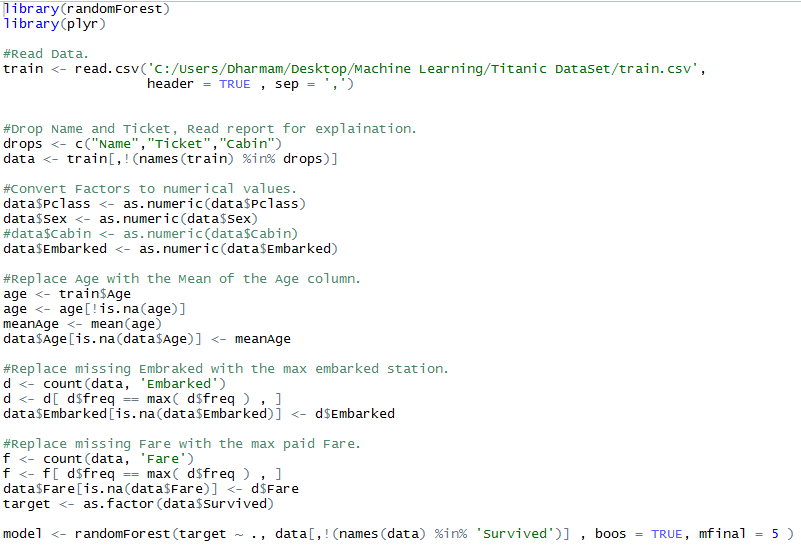 library(randomForest)
library(plyr)
#Read Data.
train <- read.csv('C:/Users/Dharmam/Desktop/Machine Learning/Titanic DataSet/train.csv',
header = TRUE , sep = ',')
#Drop Name and Ticket, Read report for explaination.
drops <- c("Name","Ticket","Cabin")
data <- train[,!(names(train) %in% drops)]
#Convert Factors to numerical values.
data$Pclass <- as.numeric(data$Pclass)
data$Sex <- as.numeric(data$Sex)
#data$Cabin <- as.numeric(data$Cabin)
data$Embarked <- as.numeric(data$Embarked)
#Replace Age with the Mean of the Age column.
age <- train$Age
age <- age[!is.na(age)]
meanAge <- mean(age)
data$Age[is.na(data$Age)] <- meanAge
#Replace missing Embraked with the max embarked station.
d <- count(data, 'Embarked')
d <- d[ d$freq == max( d$freq ) , ]
data$Embarked[is.na(data$Embarked)] <- d$Embarked
#Replace missing Fare with the max paid Fare.
f <- count(data, 'Fare')
f <- f[ d$freq == max( d$freq ) , ]
data$Fare[is.na(data$Fare)] <- d$Fare
target <- as.factor(data$Survived)
model <- randomForest(target ~ ., data[,!(names(data) %in% 'Survived')] , boos = TRUE, mfinal = 5 )